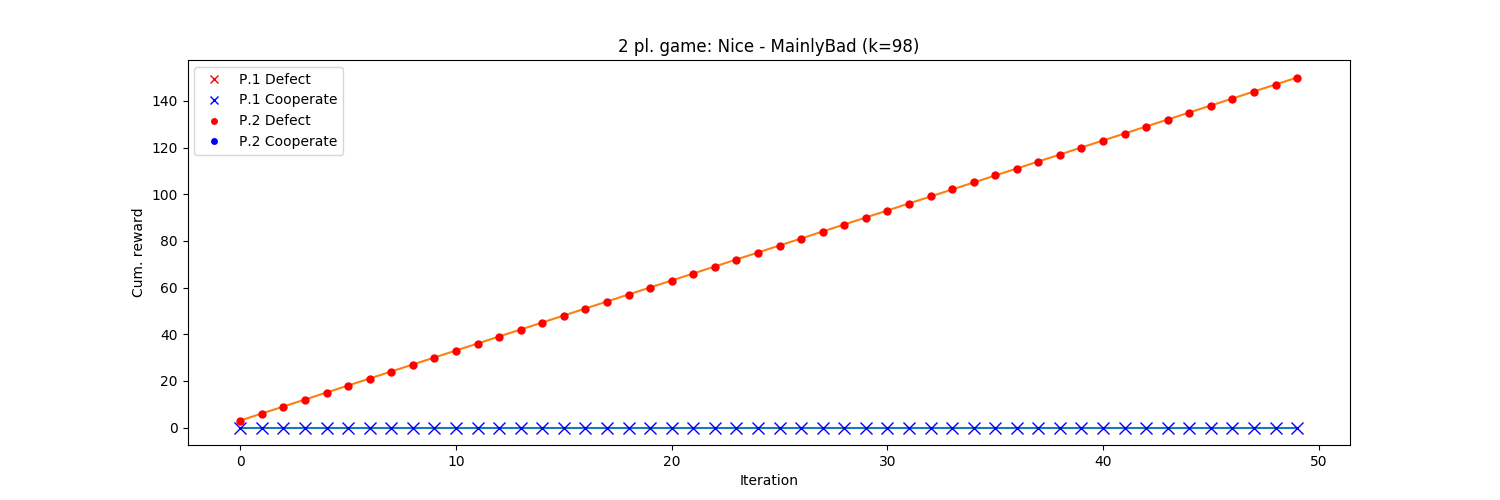 2 pl. game: Nice - MainlyBad (k=98)
P.1 Defect
P.1 Cooperate
P.2 Defect
P.2 Cooperate
Cum. reward
140
120
100
80
60
40
20
0
0 10 20 30 40 50
Iteration